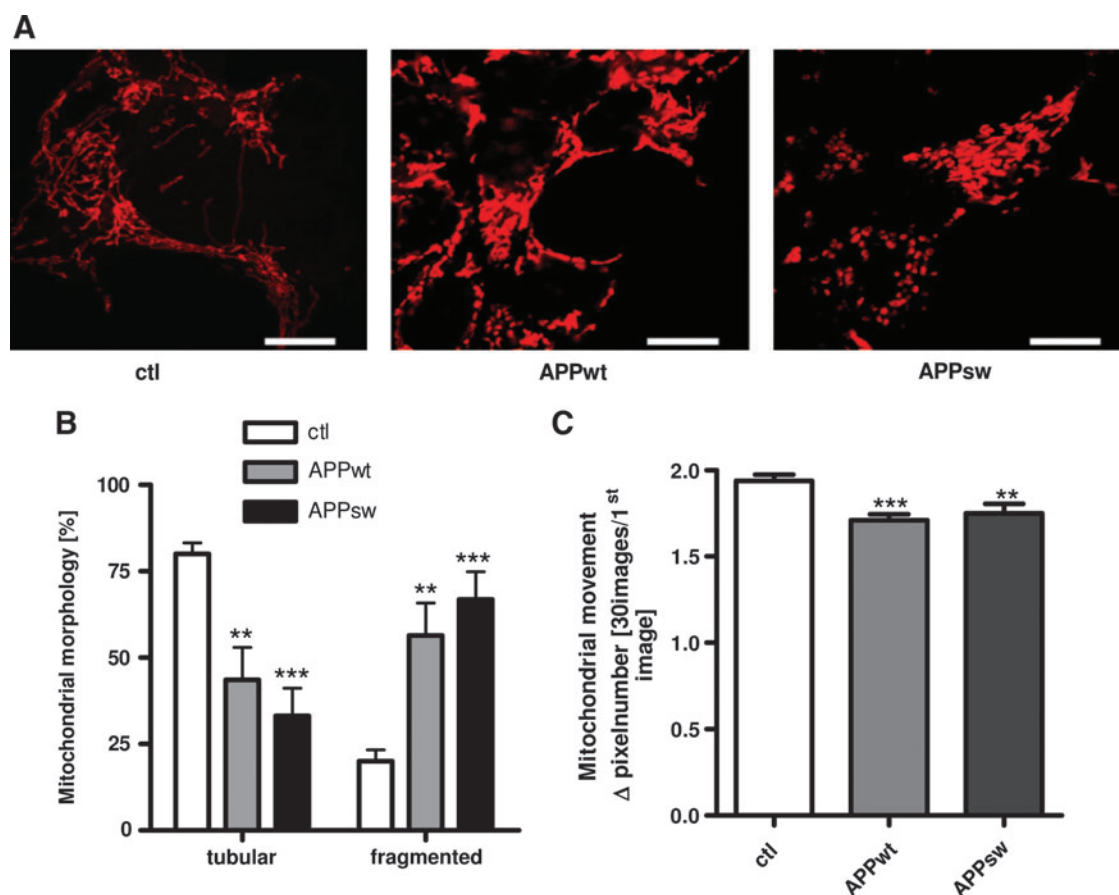 A
ctl
APPwt
APPsw
B
ctl
APPwt
APPsw
Mitochondrial morphology [%]
100
75
50
25
0
**
***
**
***
tubular
fragmented
C
Mitochondrial movement
Δ pixelnumber [30images/1st
image]
2.0
1.5
1.0
0.5
0.0
***
**
ctl
APPwt
APPsw